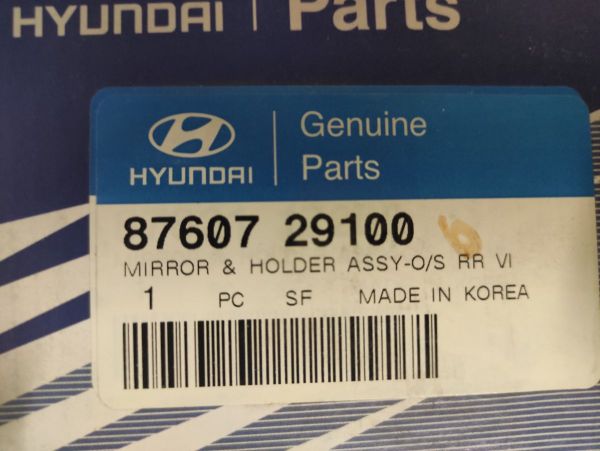 HYUNDAI | Parts
HYUNDAI
Genuine
Parts
87607 29100
MIRROR & HOLDER ASSY-O/S RR VI
1 PC SF MADE IN KOREA